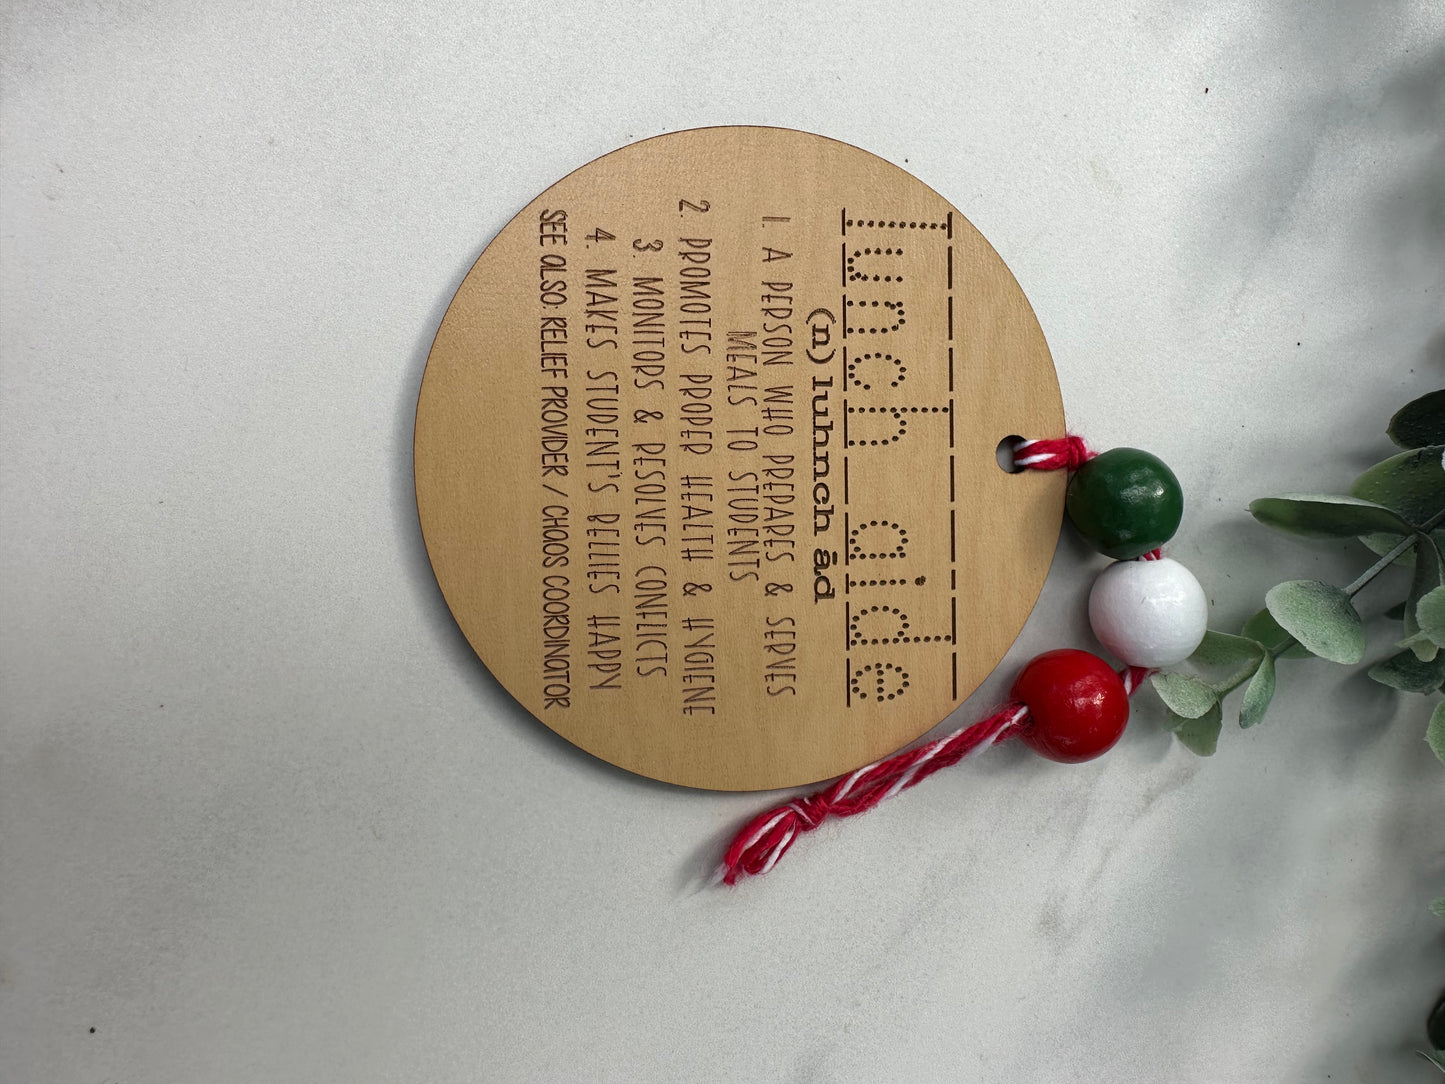 lunch aide
(n) luhnch åd
1. A PERSON WHO PREPARES & SERVES
MEALS TO STUDENTS
2. PROMOTES PROPER HEALTH & HYGIENE
3. MONITORS & RESOLVES CONFLICTS
4. MAKES STUDENT'S BELLIES HAPPY
SEE ALSO: RELIEF PROVIDER / CHAOS COORDINATOR